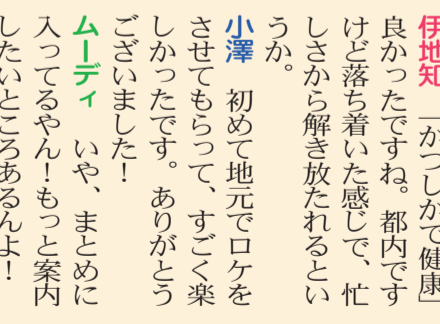 伊地知　「かつしかで健康」
良かったですね。都内です
けど落ち着いた感じで、忙
しさから解き放たれるとい
うか。
小澤　初めて地元でロケを
させてもらって、すごく楽
しかったです。ありがとう
ございました！
ムーディ　いや、まとめに
入ってるやん！もっと案内
したいところあるんよ！